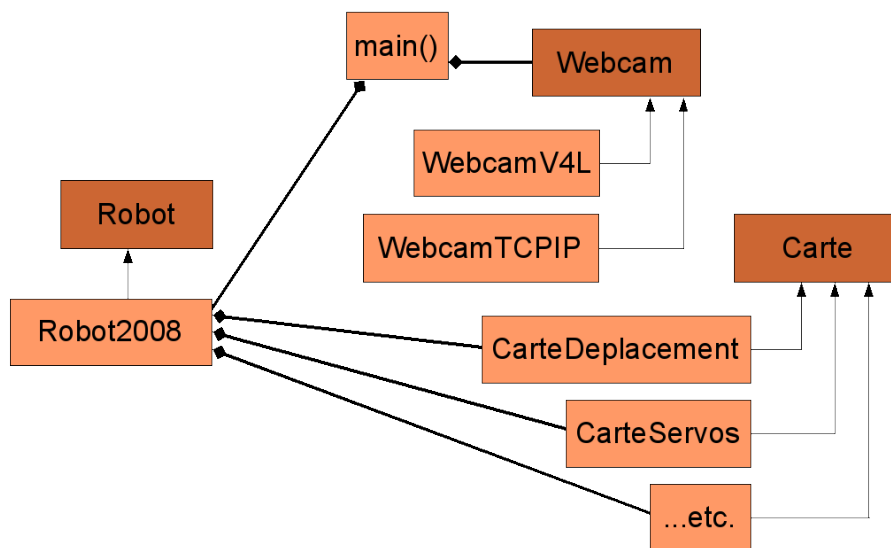 main()
Webcam
WebcamV4L
Robot
WebcamTCPIP
Carte
Robot2008
CarteDeplacement
CarteServos
...etc.